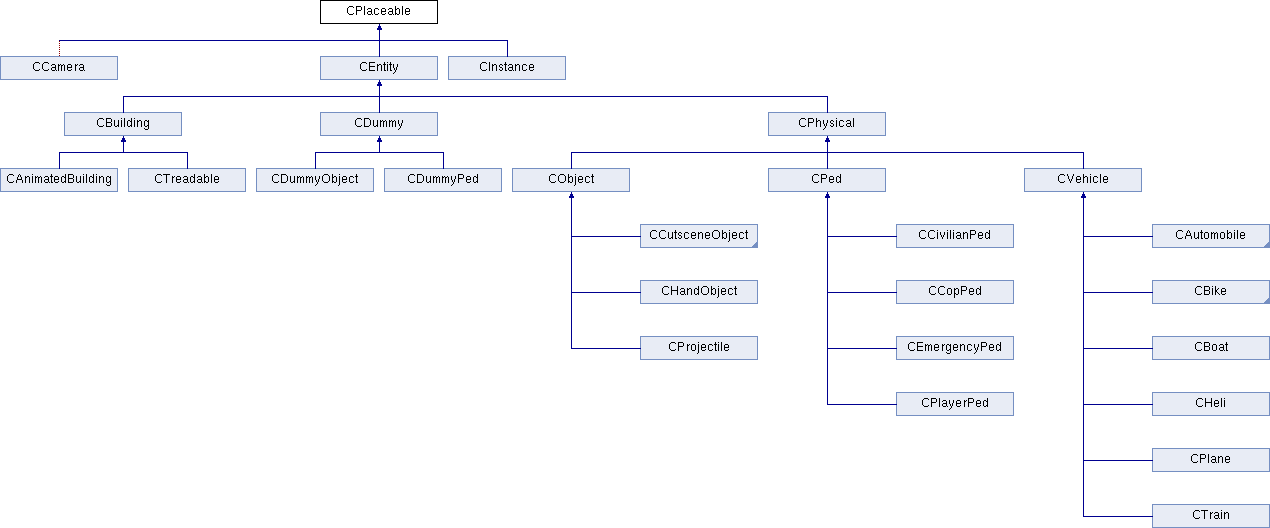 CPlaceable
CCamera
CEntity
CInstance
CBuilding
CDummy
CPhysical
CAnimatedBuilding
CTreadable
CDummyObject
CDummyPed
CObject
CPed
CVehicle
CCutsceneObject
CCivilianPed
CAutomobile
CHandObject
CCopPed
CBike
CProjectile
CEmergencyPed
CBoat
CPlayerPed
CHeli
CPlane
CTrain